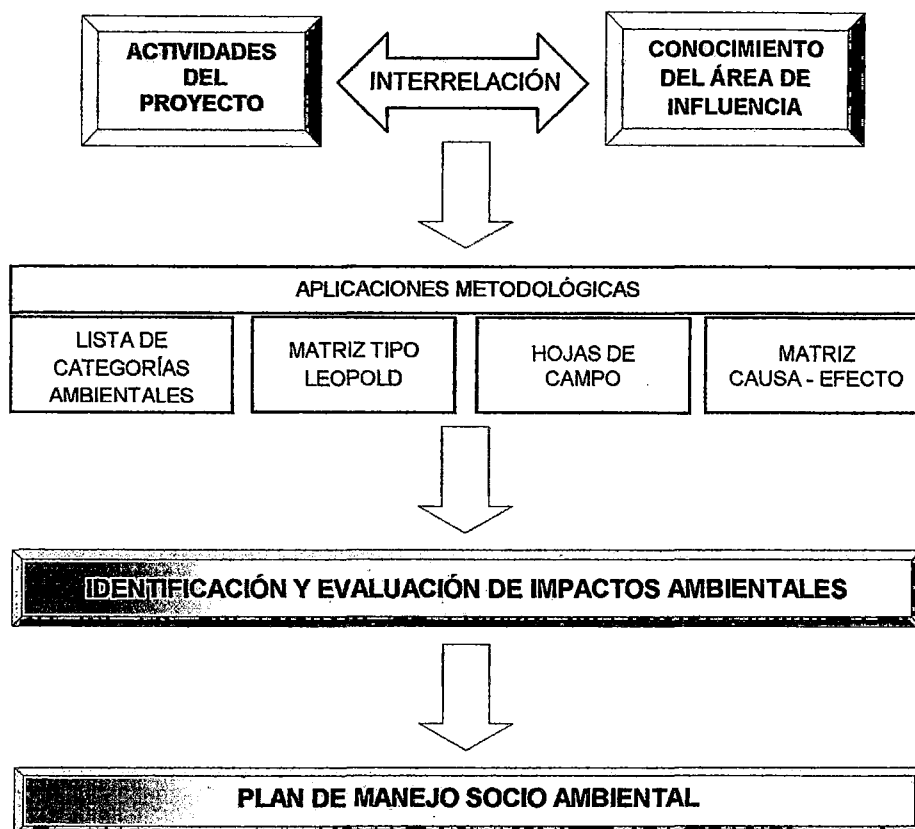 ACTIVIDADES
DEL
PROYECTO
INTERRELACIÓN
CONOCIMIENTO
DEL ÁREA DE
INFLUENCIA
APLICACIONES METODOLÓGICAS
LISTA DE
CATEGORÍAS
AMBIENTALES
MATRIZ TIPO
LEOPOLD
HOJAS DE
CAMPO
MATRIZ
CAUSA - EFECTO
IDENTIFICACIÓN Y EVALUACIÓN DE IMPACTOS AMBIENTALES
PLAN DE MANEJO SOCIO AMBIENTAL